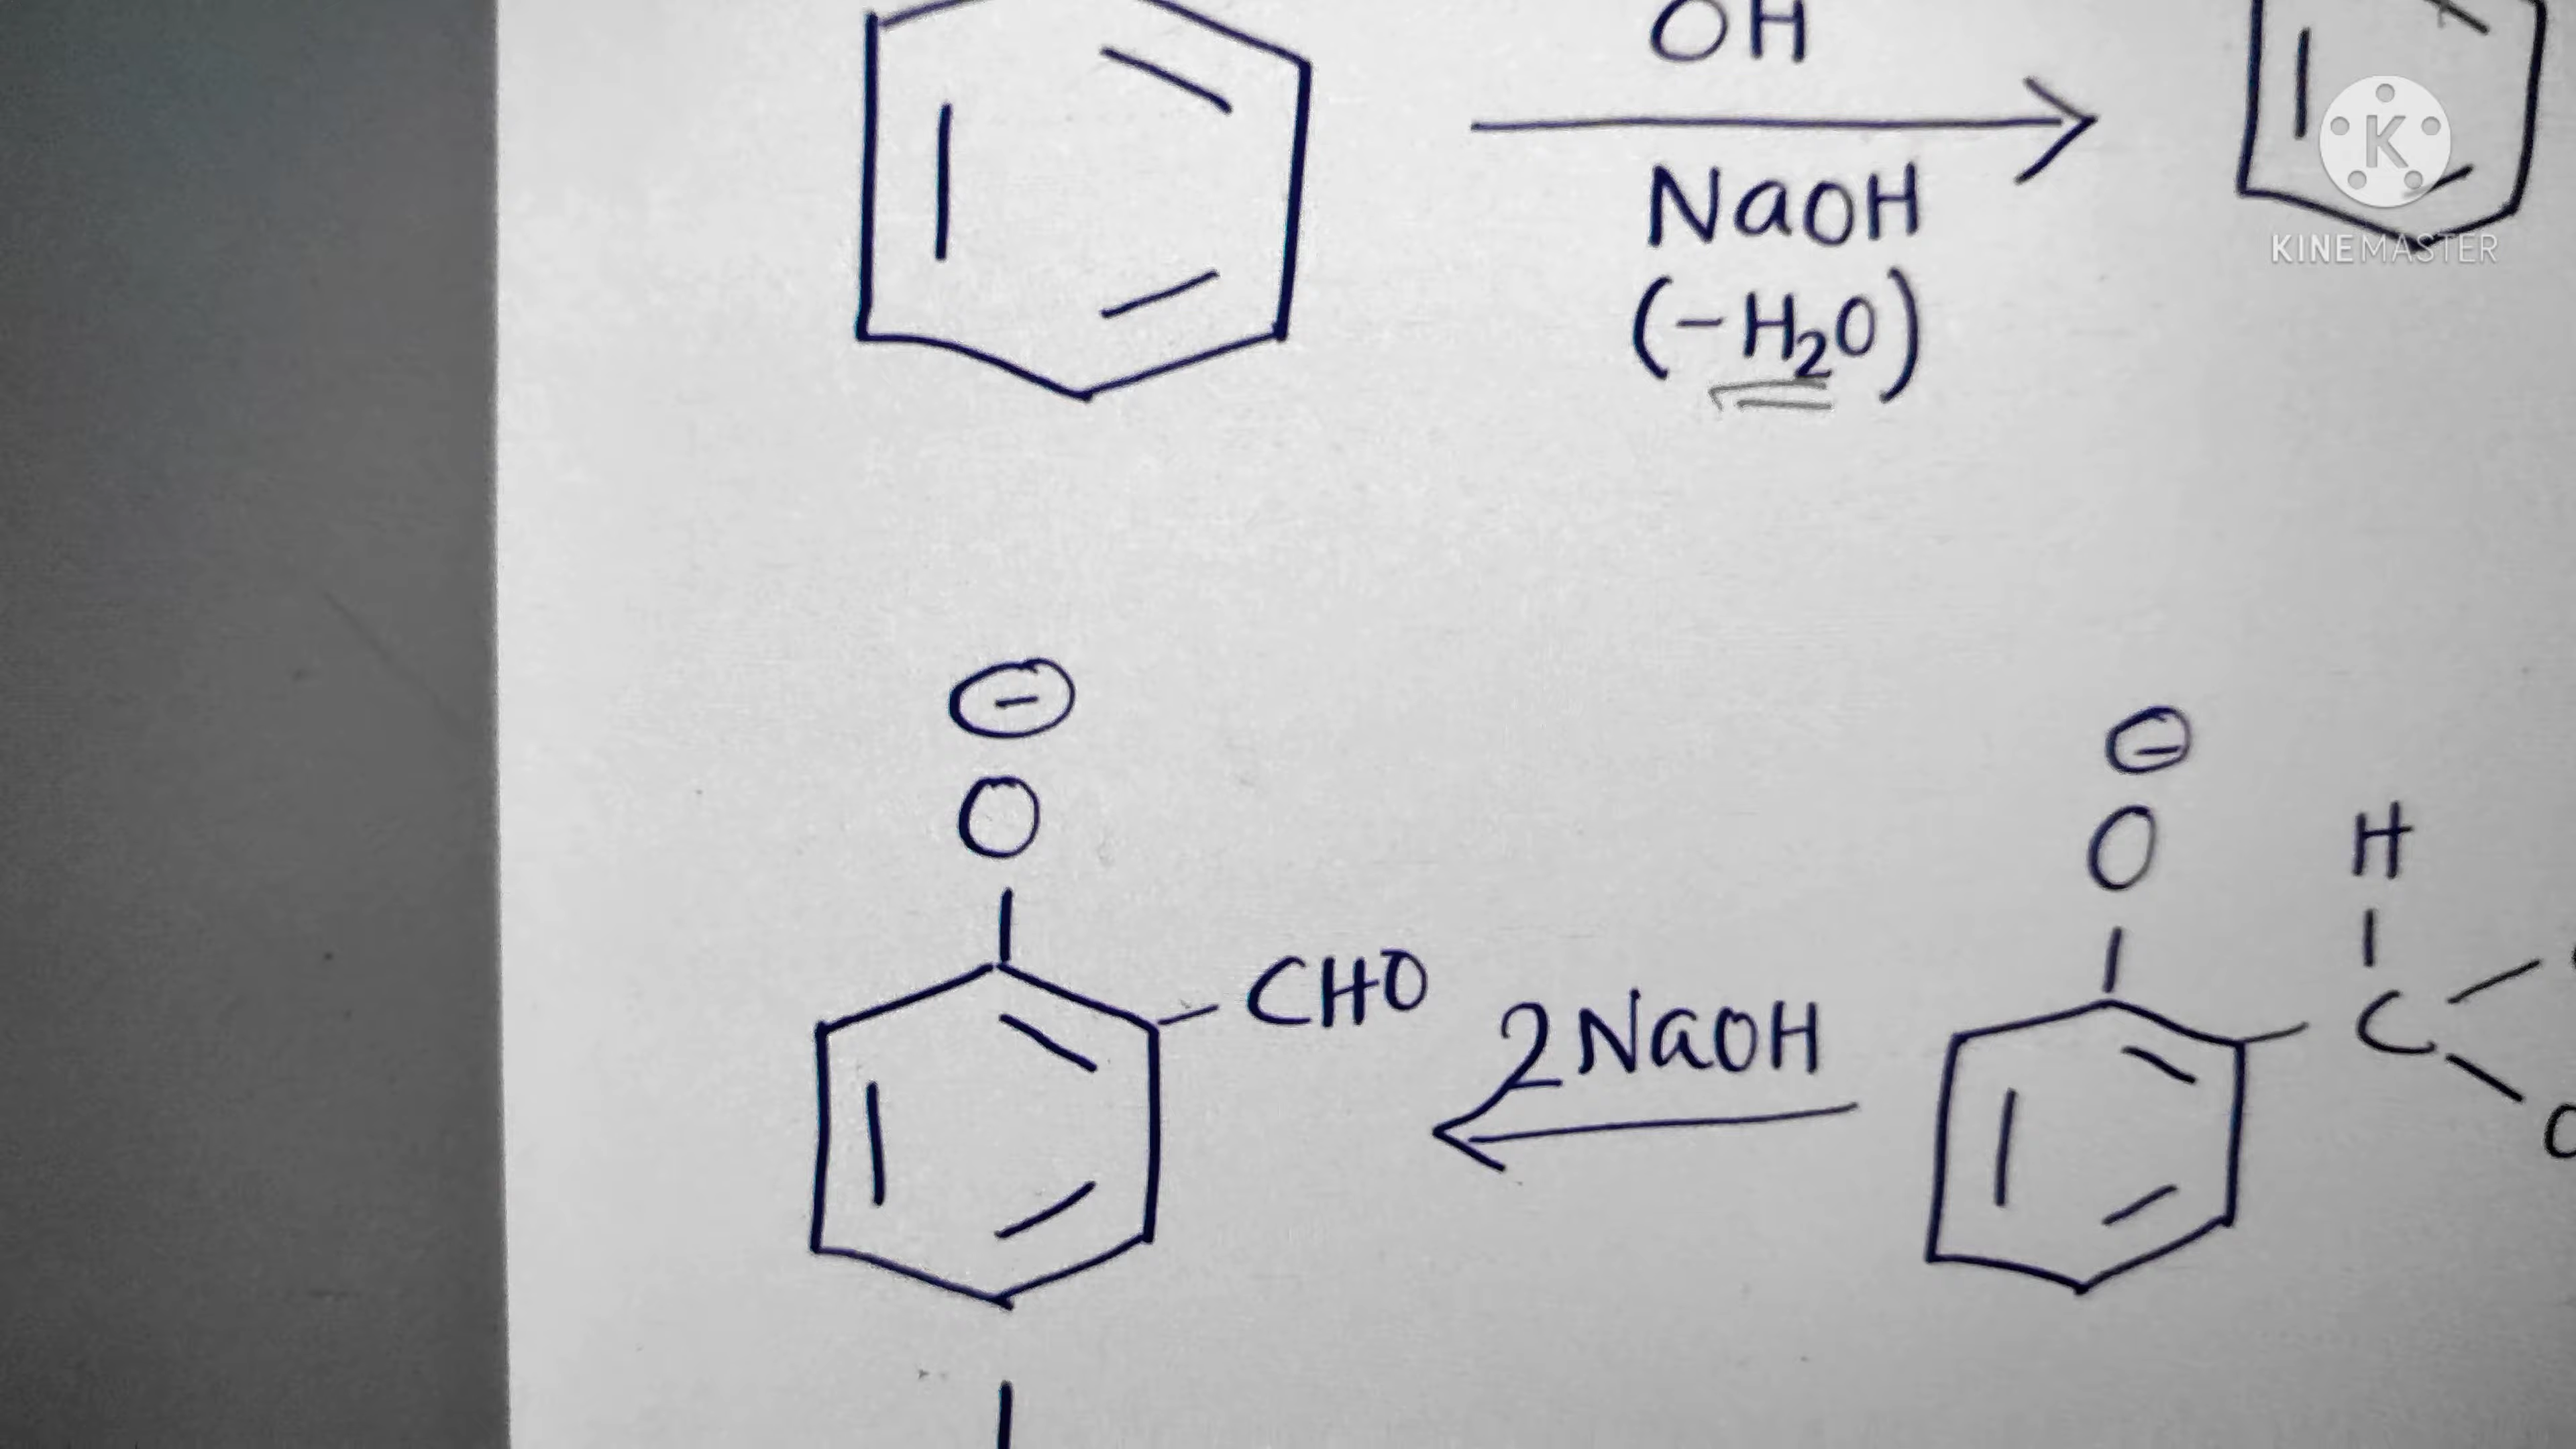 OH
NaOH
(-H₂O)
KINEMASTER
⊖
O
CHO
2NaOH
⊖
O
H
C